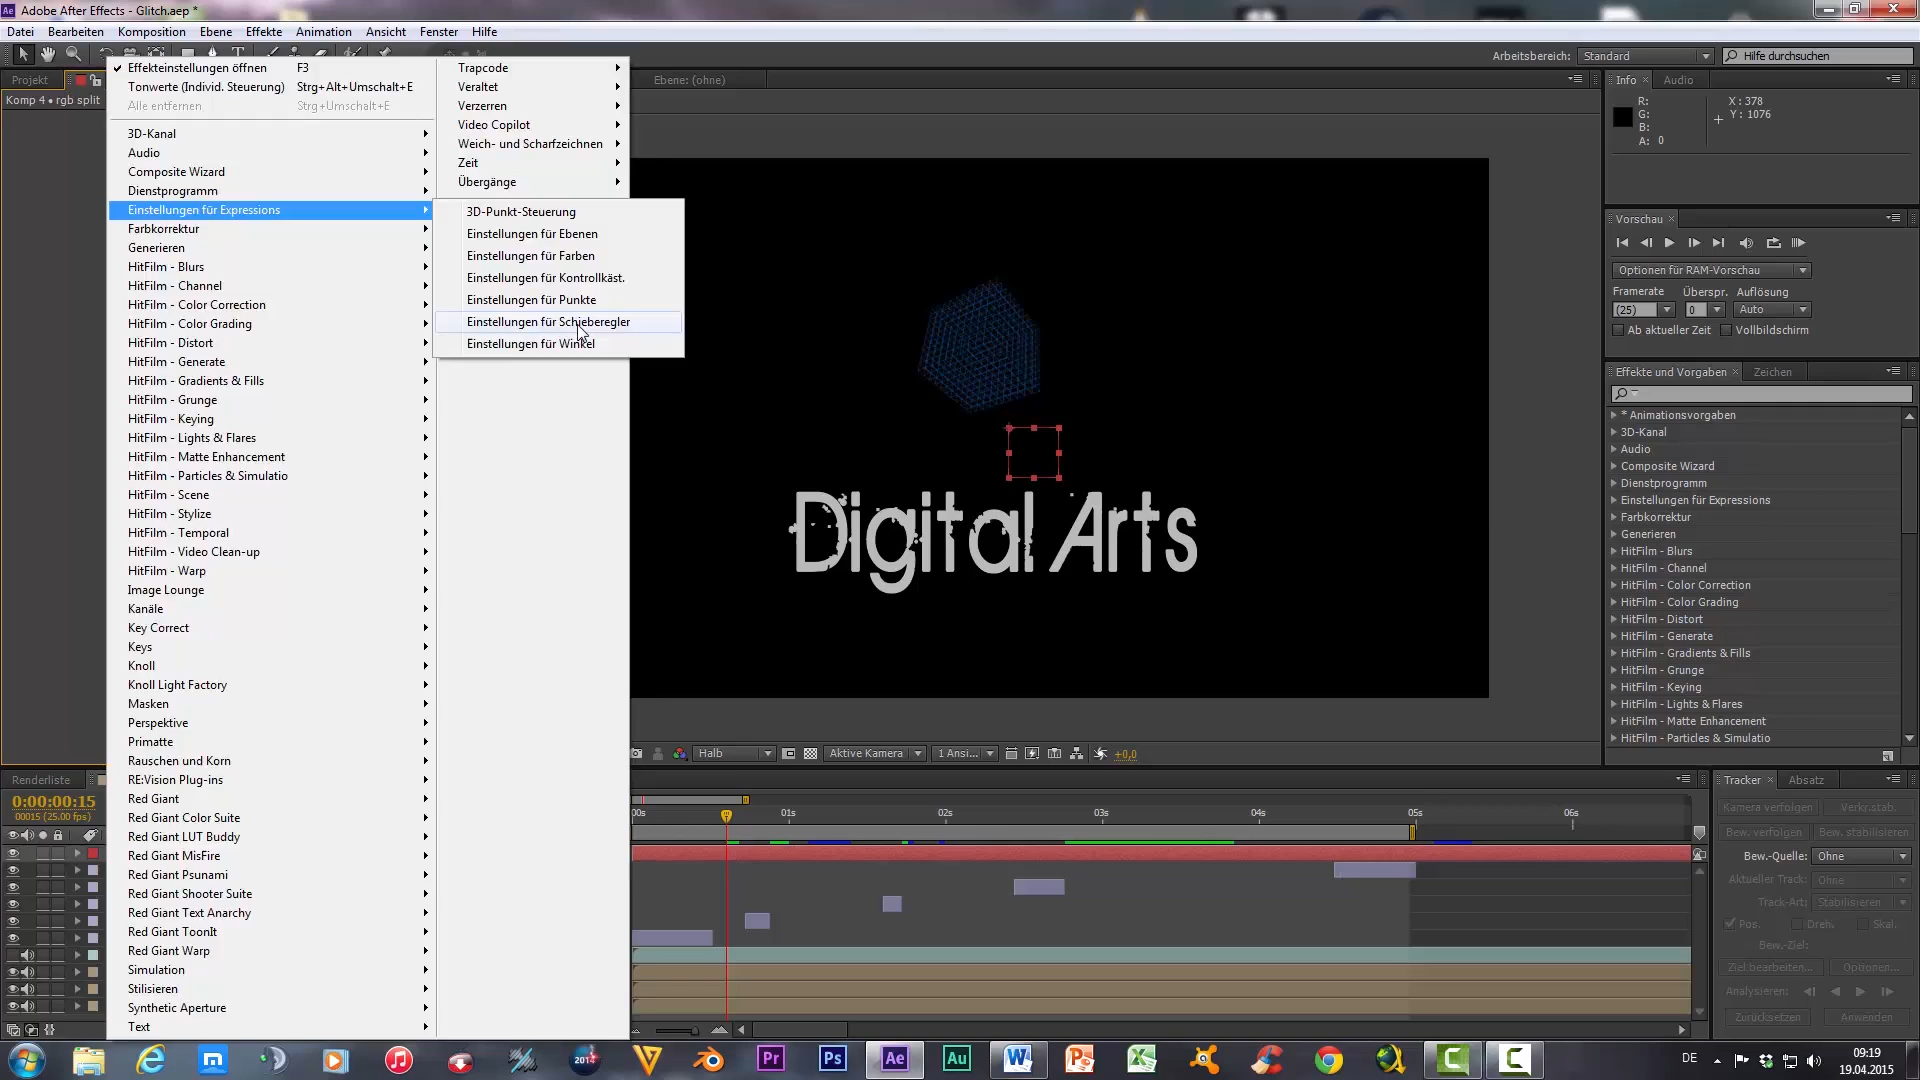 Adobe After Effects - Glitch.aep *
Datei Bearbeiten Komposition Ebene Effekte Animation Ansicht Fenster Hilfe
Arbeitsbereich: Standard Hilfe durchsuchen
Projekt
Komp 4 • rgb split
Effekteinstellungen öffnen F3
Tonwerte (Individ. Steuerung) Strg+Alt+Umschalt+E
Alle entfernen Strg+Umschalt+E
3D-Kanal
Audio
Composite Wizard
Dienstprogramm
Einstellungen für Expressions
Farbkorrektur
Generieren
HitFilm - Blurs
HitFilm - Channel
HitFilm - Color Correction
HitFilm - Color Grading
HitFilm - Distort
HitFilm - Generate
HitFilm - Gradients & Fills
HitFilm - Grunge
HitFilm - Keying
HitFilm - Lights & Flares
HitFilm - Matte Enhancement
HitFilm - Particles & Simulatio
HitFilm - Scene
HitFilm - Stylize
HitFilm - Temporal
HitFilm - Video Clean-up
HitFilm - Warp
Image Lounge
Kanäle
Key Correct
Keys
Knoll
Knoll Light Factory
Masken
Perspektive
Primatte
Rauschen und Korn
RE:Vision Plug-ins
Red Giant
Red Giant Color Suite
Red Giant LUT Buddy
Red Giant MisFire
Red Giant Psunami
Red Giant Shooter Suite
Red Giant Text Anarchy
Red Giant ToonIt
Red Giant Warp
Simulation
Stilisieren
Synthetic Aperture
Text
Trapcode
Veraltet
Verzerren
Video Copilot
Weich- und Scharfzeichnen
Zeit
Übergänge
3D-Punkt-Steuerung
Einstellungen für Ebenen
Einstellungen für Farben
Einstellungen für Kontrollkäst.
Einstellungen für Punkte
Einstellungen für Schieberegler
Einstellungen für Winkel
Ebene: (ohne)
Digital Arts
Halb Aktive Kamera 1 Ansi... +0,0
Info Audio
R: X : 378
G: Y : 1076
B:
A: 0
Vorschau
Optionen für RAM-Vorschau
Framerate Überspr. Auflösung
(25) 0 Auto
Ab aktueller Zeit Vollbildschirm
Effekte und Vorgaben Zeichen
* Animationsvorgaben
3D-Kanal
Audio
Composite Wizard
Dienstprogramm
Einstellungen für Expressions
Farbkorrektur
Generieren
HitFilm - Blurs
HitFilm - Channel
HitFilm - Color Correction
HitFilm - Color Grading
HitFilm - Distort
HitFilm - Generate
HitFilm - Gradients & Fills
HitFilm - Grunge
HitFilm - Keying
HitFilm - Lights & Flares
HitFilm - Matte Enhancement
HitFilm - Particles & Simulatio
Renderliste
0:00:00:15
00015 (25.00 fps)
00s 01s 02s 03s 04s 05s 06s
Tracker Absatz
Kamera verfolgen Verkr.stab.
Bew. verfolgen Bew. stabilisieren
Bew.-Quelle: Ohne
Aktueller Track: Ohne
Track-Art: Stabilisieren
Pos. Dreh. Skal.
Bew.-Ziel:
Ziel bearbeiten... Optionen...
Analysieren:
Zurücksetzen Anwenden
2014 Pr Ps Ae Au
DE
09:19
19.04.2015